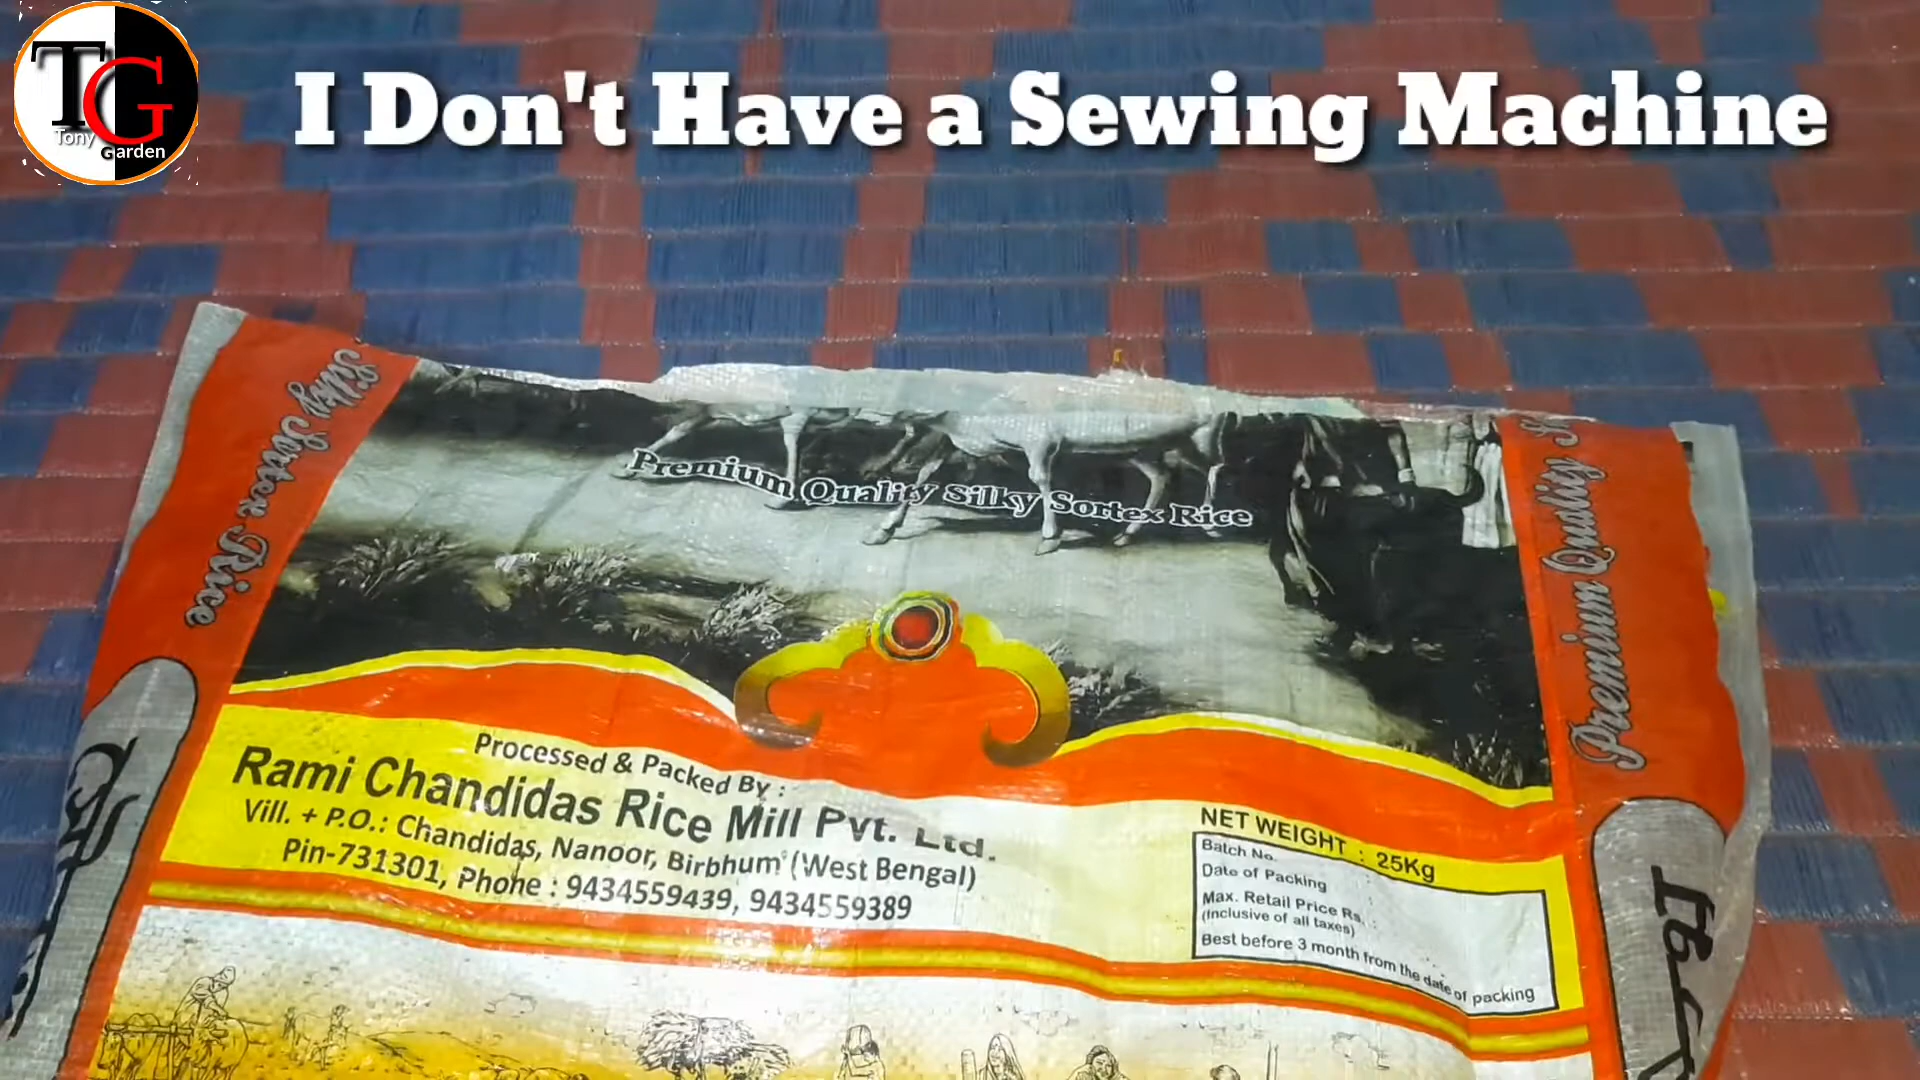 TG
Tony
Garden
I Don't Have a Sewing Machine
Silky Sortex Rice
Premium Quality Silky Sortex Rice
Premium Quality
Processed & Packed By :
Rami Chandidas Rice Mill Pvt. Ltd.
Vill. + P.O.: Chandidas, Nanoor, Birbhum (West Bengal)
Pin-731301, Phone : 9434559439, 9434559389
NET WEIGHT : 25Kg
Batch No.
Date of Packing
Max. Retail Price Rs. :
(Inclusive of all taxes)
Best before 3 month from the date of packing